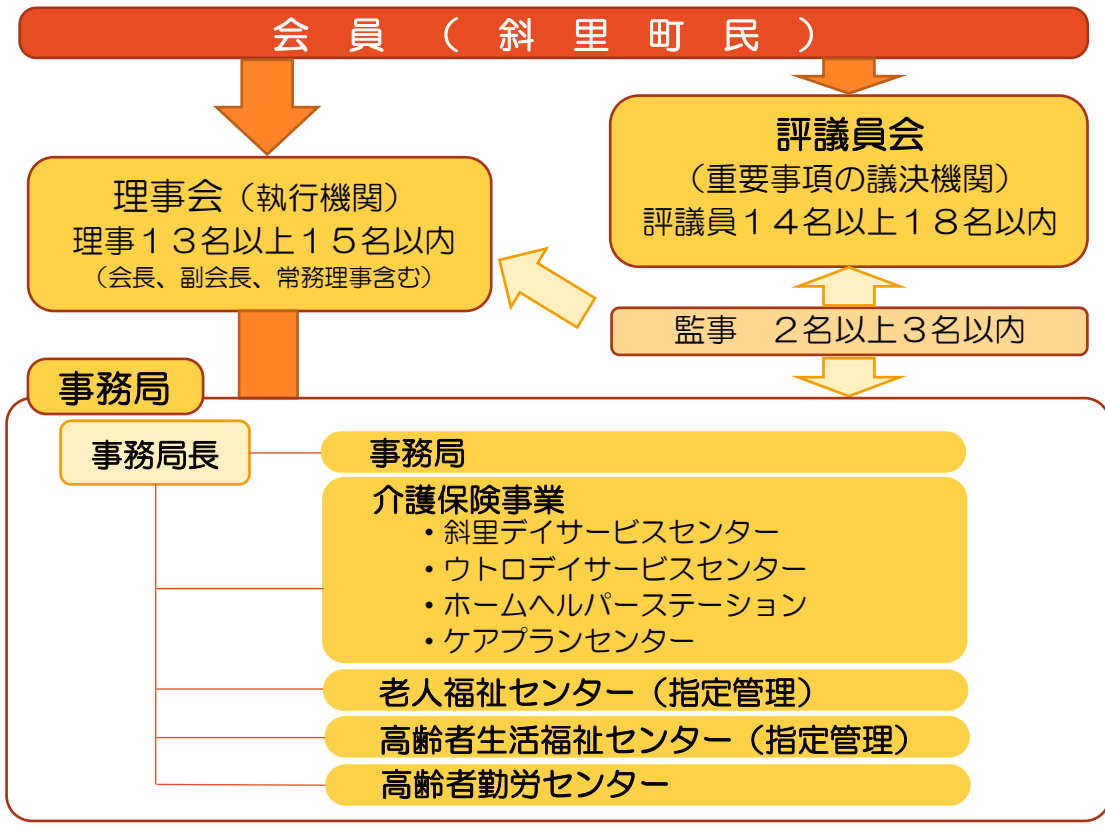 会員（斜里町民）
評議員会
（重要事項の議決機関）
評議員１４名以上１８名以内
理事会（執行機関）
理事１３名以上１５名以内
（会長、副会長、常務理事含む）
監事　２名以上３名以内
事務局
事務局長
事務局
介護保険事業
・斜里デイサービスセンター
・ウトロデイサービスセンター
・ホームヘルパーステーション
・ケアプランセンター
老人福祉センター（指定管理）
高齢者生活福祉センター（指定管理）
高齢者勤労センター